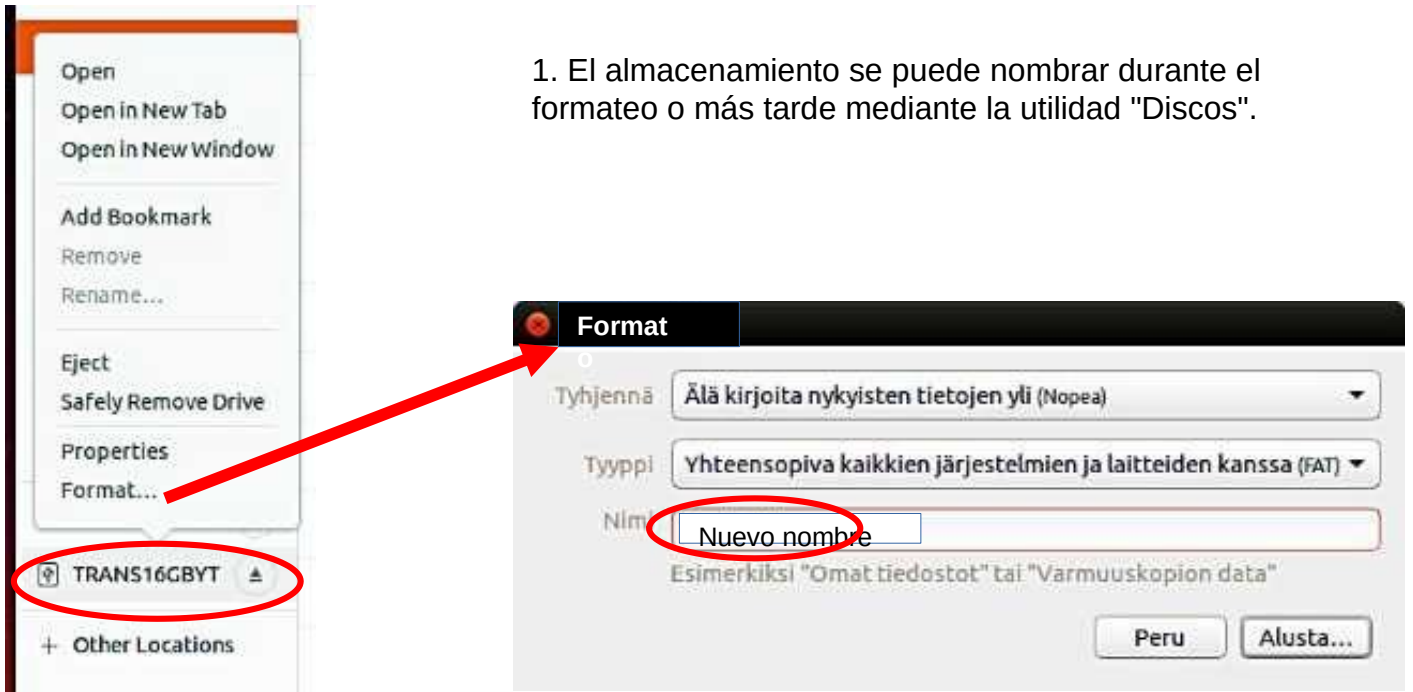 Open
Open in New Tab
Open in New Window
Add Bookmark
Remove
Rename...
Eject
Safely Remove Drive
Properties
Format...
TRANS16GBYT
+ Other Locations
1. El almacenamiento se puede nombrar durante el
formateo o más tarde mediante la utilidad "Discos".
Format
o
Tyhjennä Älä kirjoita nykyisten tietojen yli (Nopea)
Tyyppi Yhteensopiva kaikkien järjestelmien ja laitteiden kanssa (FAT)
Nimi Nuevo nombre
Esimerkiksi "Omat tiedostot" tai "Varmuuskopion data"
Peru Alusta...